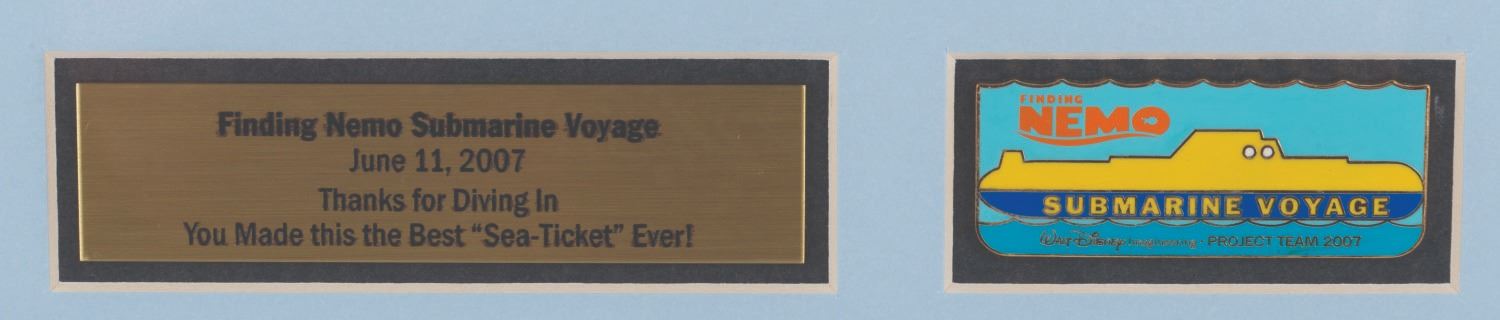 Finding Nemo Submarine Voyage
June 11, 2007
Thanks for Diving In
You Made this the Best “Sea-Ticket” Ever!
FINDING
NEMO
SUBMARINE VOYAGE
Walt Disney Imagineering · PROJECT TEAM 2007